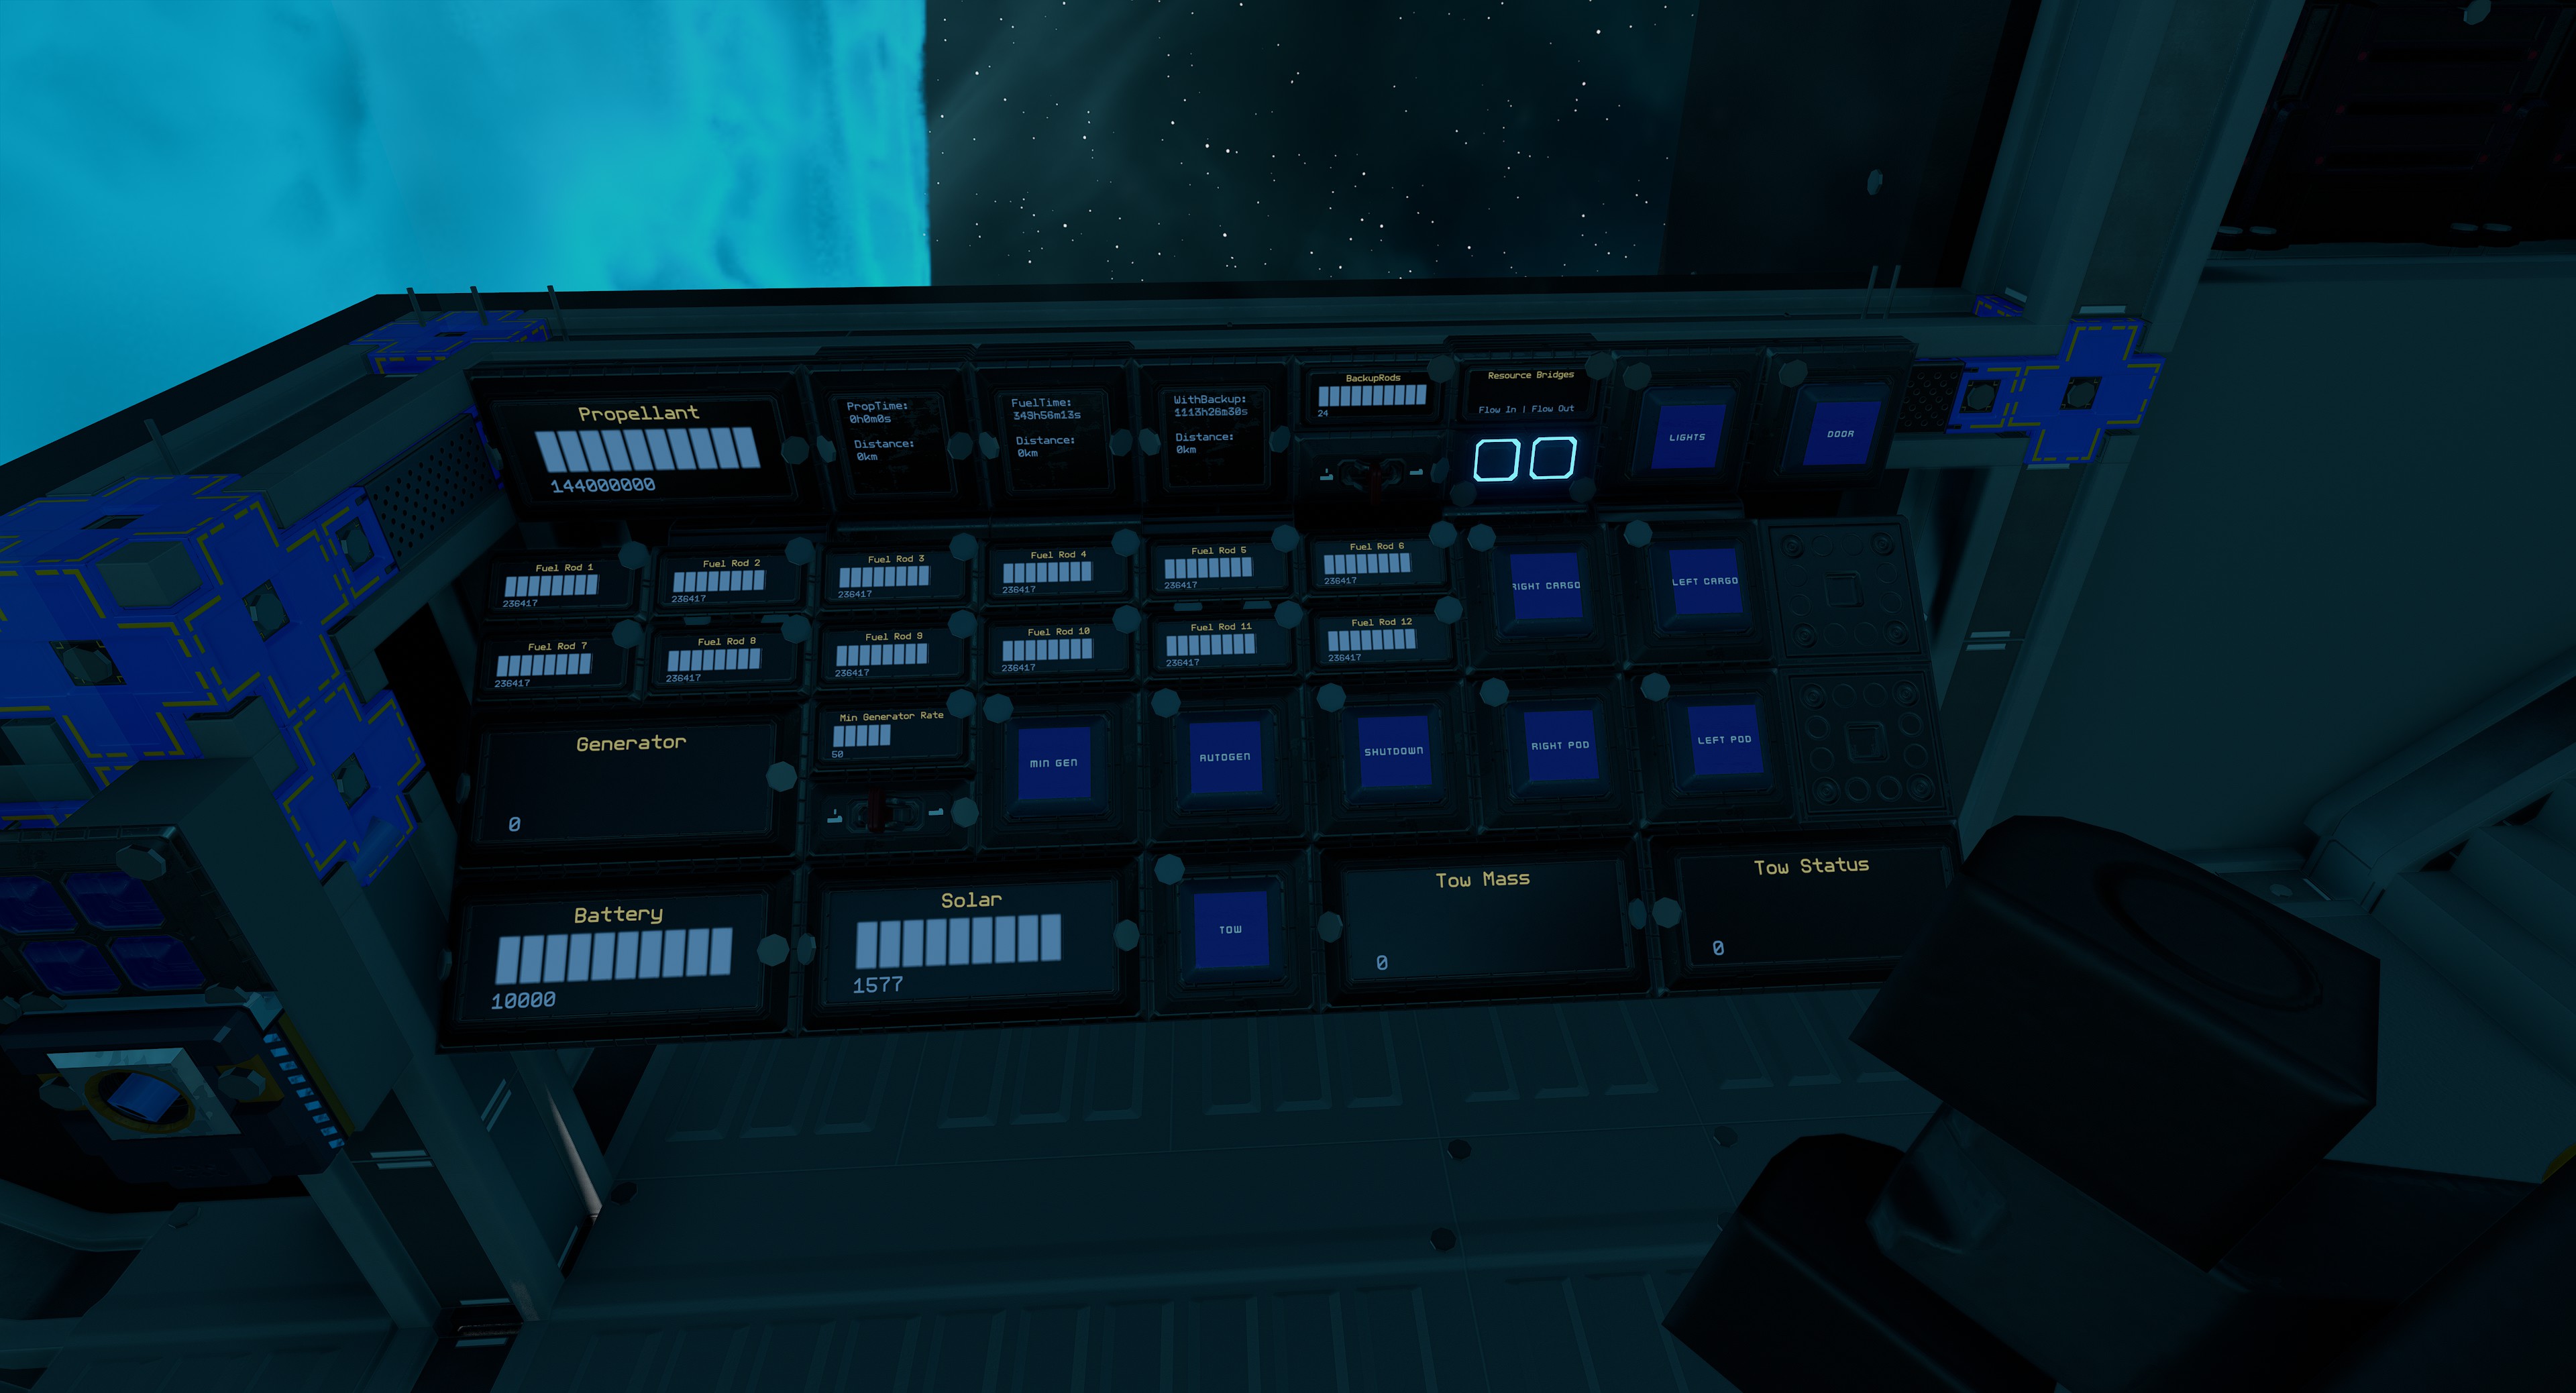 Propellant
144000000
PropTime:
0h0m0s
Distance:
0km
FuelTime:
349h56m13s
Distance:
0km
WithBackup:
1113h26m30s
Distance:
0km
BackupRods
24
Resource Bridges
Flow In | Flow Out
LIGHTS
DOOR
Fuel Rod 1
236417
Fuel Rod 2
236417
Fuel Rod 3
236417
Fuel Rod 4
236417
Fuel Rod 5
236417
Fuel Rod 6
236417
RIGHT CARGO
LEFT CARGO
Fuel Rod 7
236417
Fuel Rod 8
236417
Fuel Rod 9
236417
Fuel Rod 10
236417
Fuel Rod 11
236417
Fuel Rod 12
236417
Generator
0
Min Generator Rate
50
MIN GEN
AUTOGEN
SHUTDOWN
RIGHT POD
LEFT POD
Battery
10000
Solar
1577
TOW
Tow Mass
0
Tow Status
0